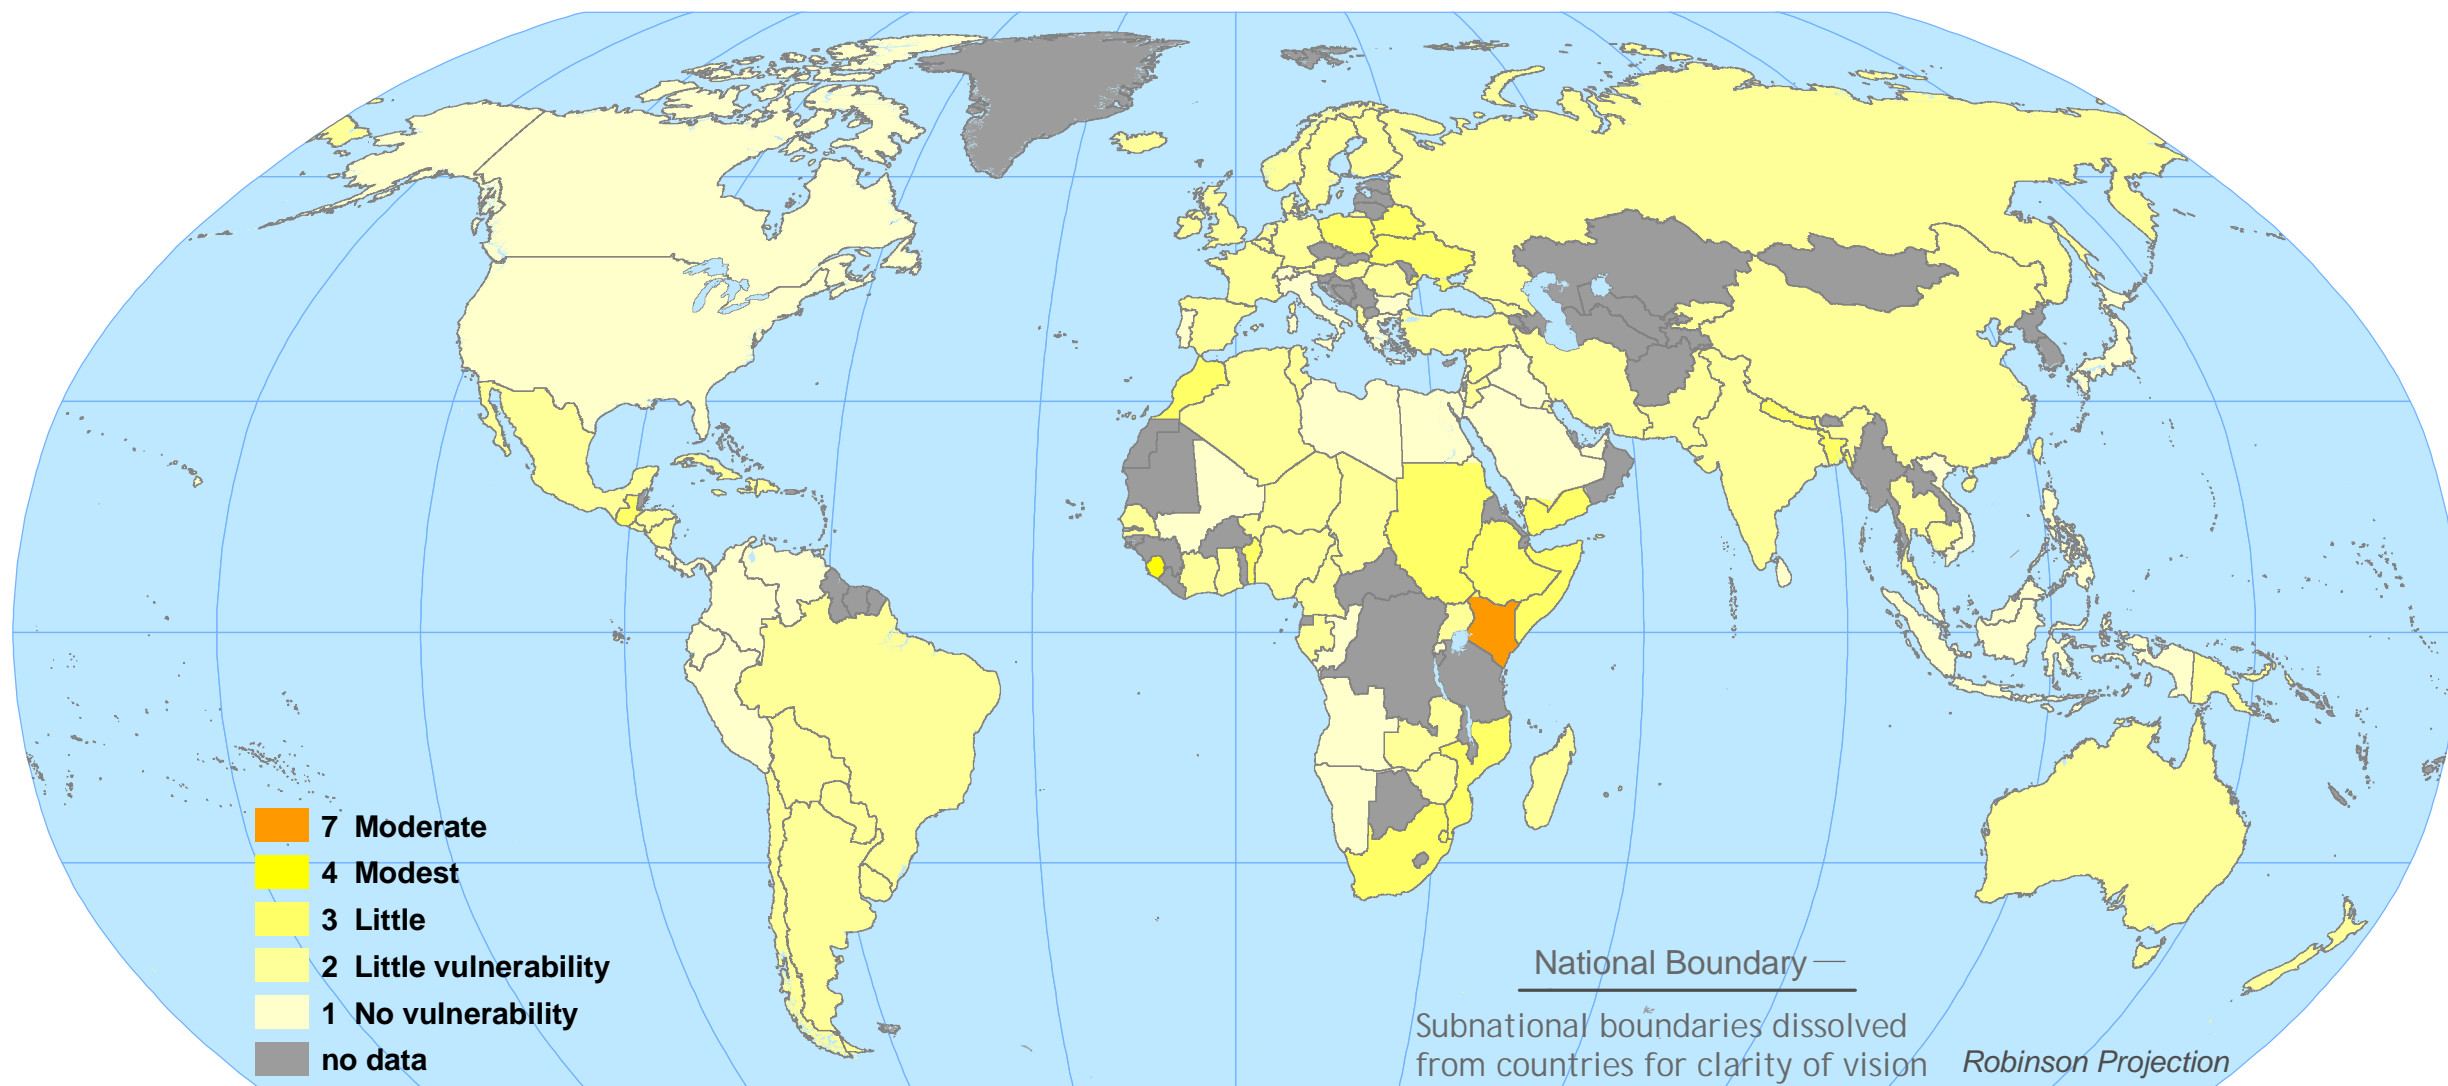 7 Moderate
4 Modest
3 Little
2 Little vulnerability
1 No vulnerability
no data
National Boundary
Subnational boundaries dissolved
from countries for clarity of vision
Robinson Projection